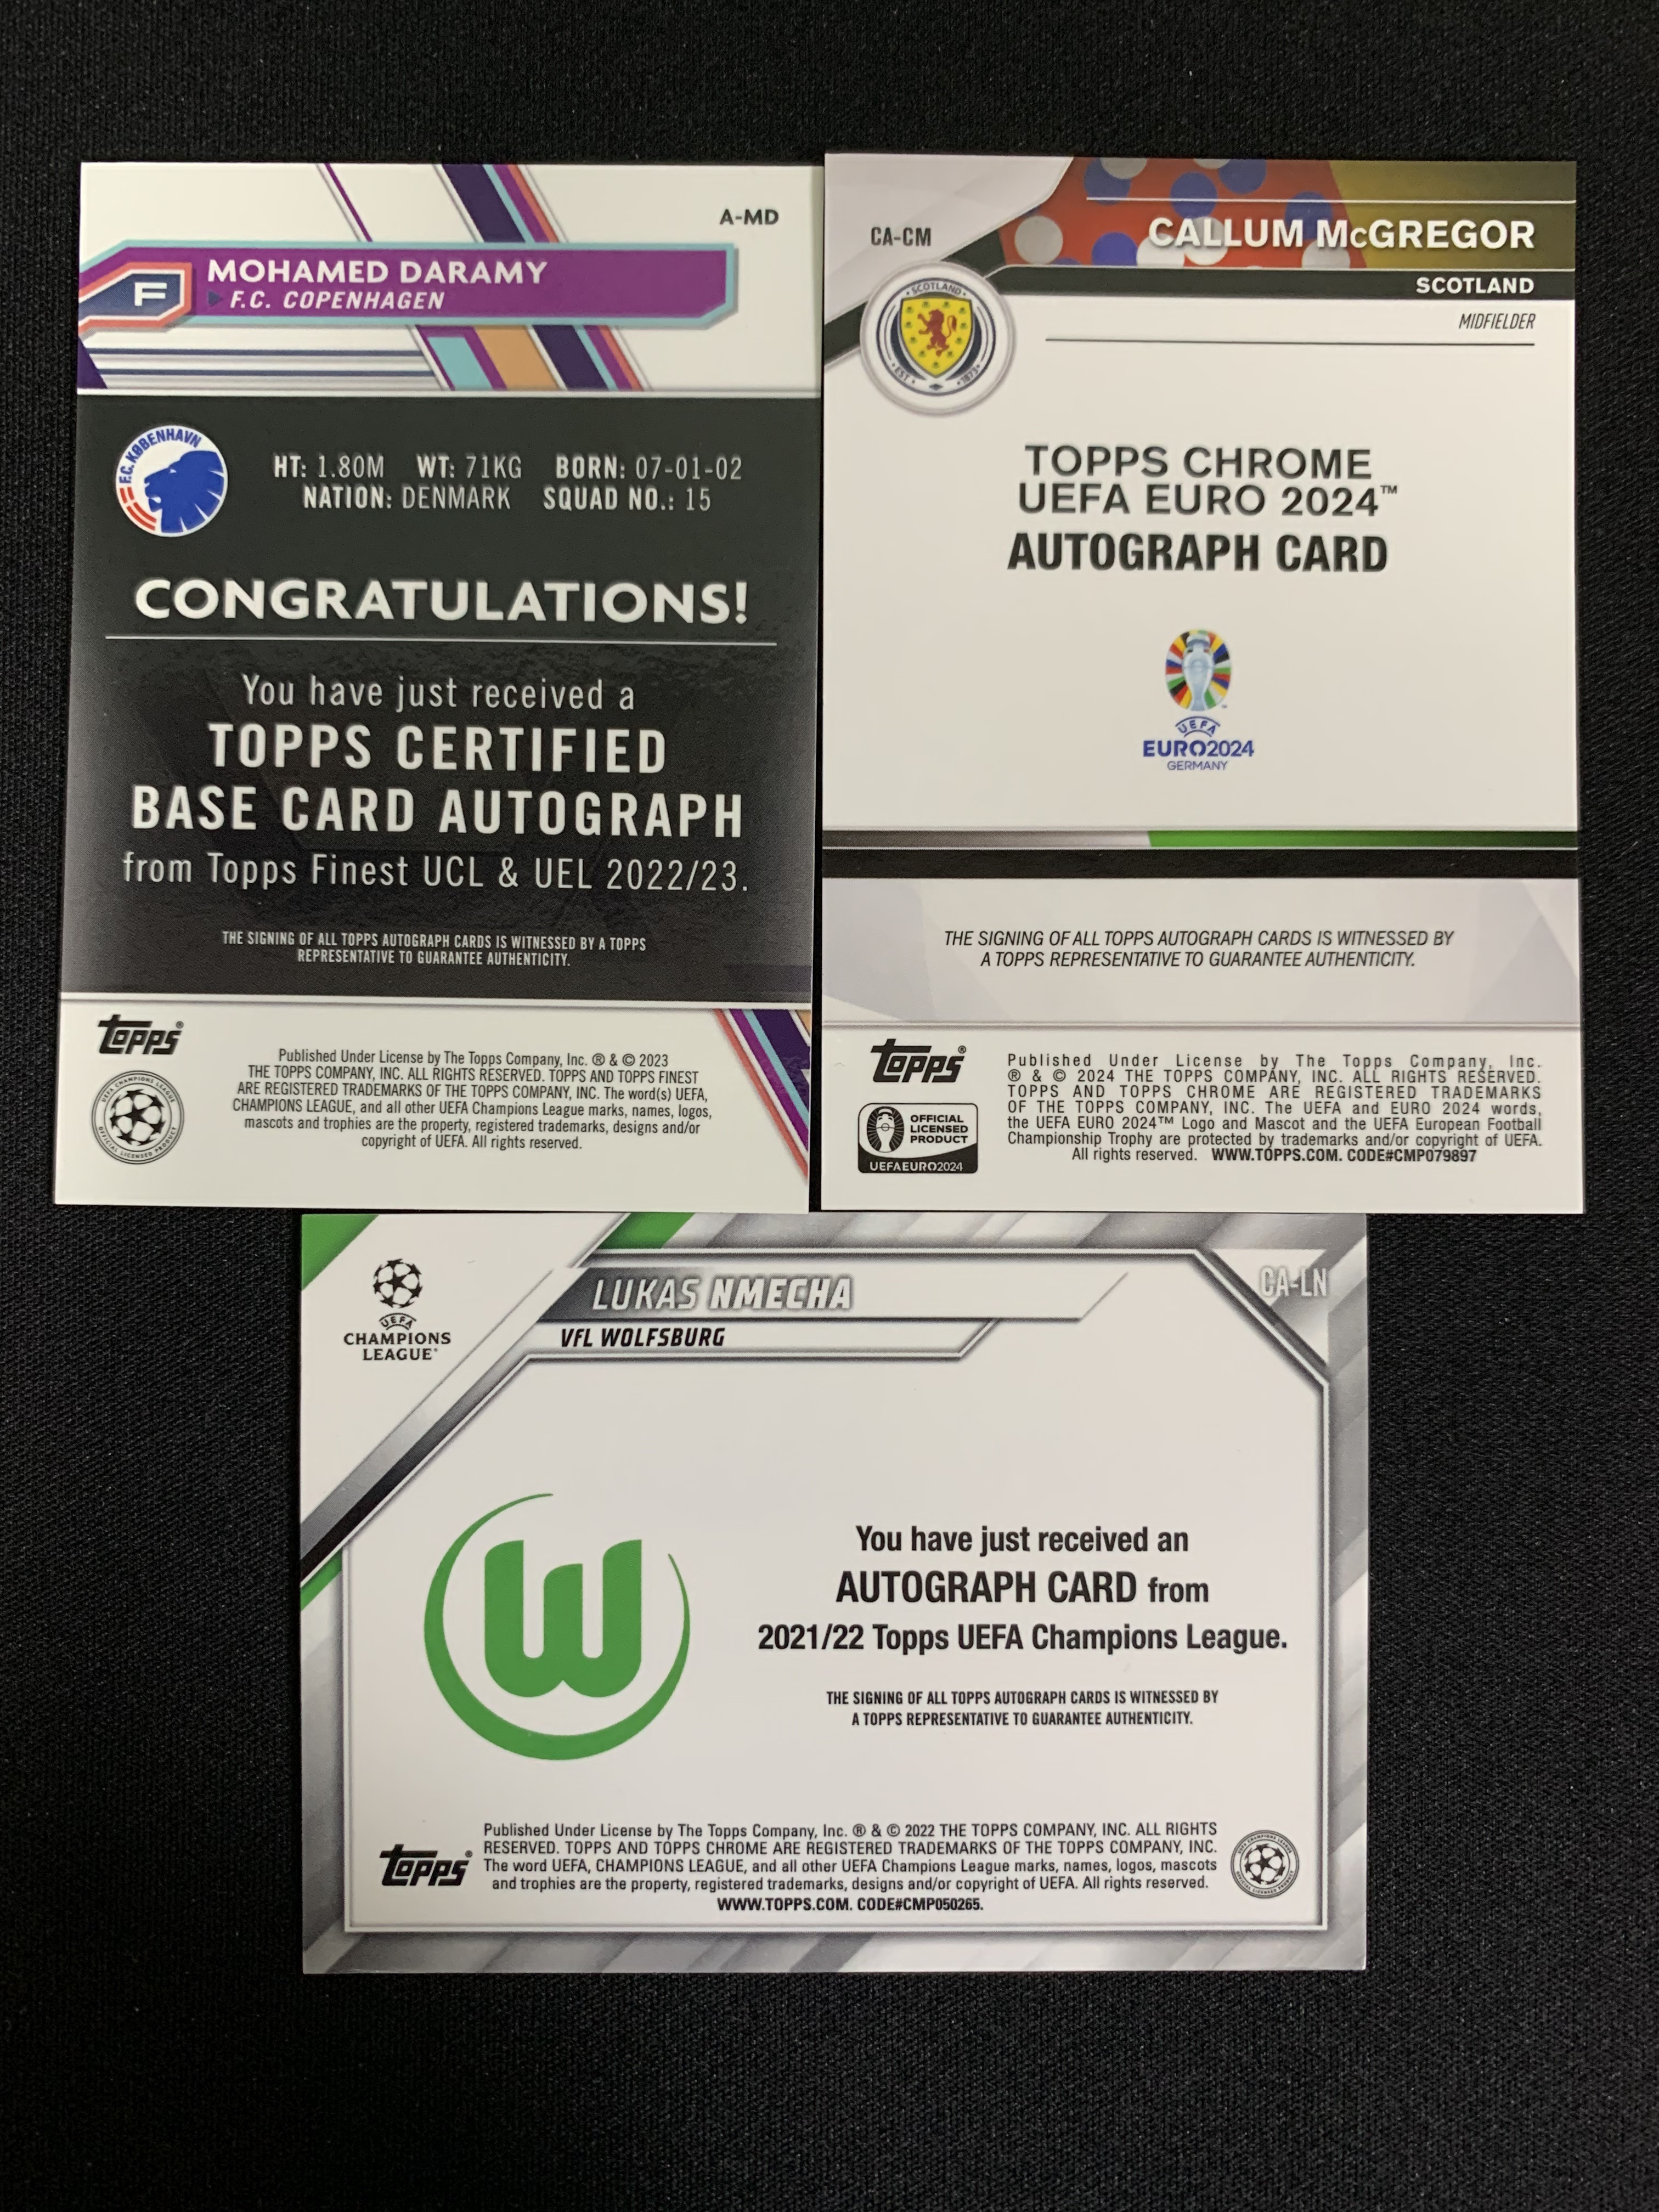 A-MD
F
MOHAMED DARAMY
F.C. COPENHAGEN
F.C. KØBENHAVN
HT: 1.80M WT: 71KG BORN: 07-01-02
NATION: DENMARK SQUAD NO.: 15
CONGRATULATIONS!
You have just received a
TOPPS CERTIFIED
BASE CARD AUTOGRAPH
from Topps Finest UCL & UEL 2022/23.
THE SIGNING OF ALL TOPPS AUTOGRAPH CARDS IS WITNESSED BY A TOPPS
REPRESENTATIVE TO GUARANTEE AUTHENTICITY.
topps®
UEFA CHAMPIONS LEAGUE
OFFICIAL LICENSED PRODUCT
Published Under License by The Topps Company, Inc. ® & © 2023
THE TOPPS COMPANY, INC. ALL RIGHTS RESERVED. TOPPS AND TOPPS FINEST
ARE REGISTERED TRADEMARKS OF THE TOPPS COMPANY, INC. The word(s) UEFA,
CHAMPIONS LEAGUE, and all other UEFA Champions League marks, names, logos,
mascots and trophies are the property, registered trademarks, designs and/or
copyright of UEFA. All rights reserved.
CA-CM
CALLUM McGREGOR
SCOTLAND
MIDFIELDER
SCOTLAND
EST 1873
TOPPS CHROME
UEFA EURO 2024™
AUTOGRAPH CARD
UEFA
EURO2024
GERMANY
THE SIGNING OF ALL TOPPS AUTOGRAPH CARDS IS WITNESSED BY
A TOPPS REPRESENTATIVE TO GUARANTEE AUTHENTICITY.
topps®
OFFICIAL
LICENSED
PRODUCT
UEFAEURO2024
Published Under License by The Topps Company, Inc.
® & © 2024 THE TOPPS COMPANY, INC. ALL RIGHTS RESERVED.
TOPPS AND TOPPS CHROME ARE REGISTERED TRADEMARKS
OF THE TOPPS COMPANY, INC. The UEFA and EURO 2024 words,
the UEFA EURO 2024™ Logo and Mascot and the UEFA European Football
Championship Trophy are protected by trademarks and/or copyright of UEFA.
All rights reserved. WWW.TOPPS.COM. CODE#CMP079897
UEFA
CHAMPIONS
LEAGUE®
LUKAS NMECHA
VfL WOLFSBURG
CA-LN
W
You have just received an
AUTOGRAPH CARD from
2021/22 Topps UEFA Champions League.
THE SIGNING OF ALL TOPPS AUTOGRAPH CARDS IS WITNESSED BY
A TOPPS REPRESENTATIVE TO GUARANTEE AUTHENTICITY.
topps®
Published Under License by The Topps Company, Inc. ® & © 2022 THE TOPPS COMPANY, INC. ALL RIGHTS
RESERVED. TOPPS AND TOPPS CHROME ARE REGISTERED TRADEMARKS OF THE TOPPS COMPANY, INC.
The word UEFA, CHAMPIONS LEAGUE, and all other UEFA Champions League marks, names, logos, mascots
and trophies are the property, registered trademarks, designs and/or copyright of UEFA. All rights reserved.
WWW.TOPPS.COM. CODE#CMP050265.